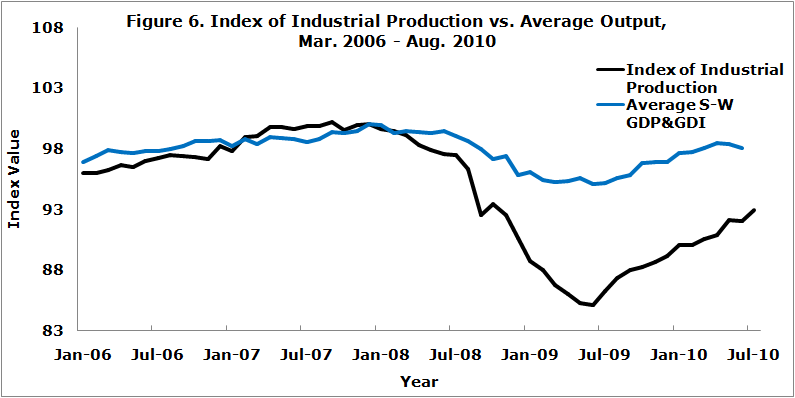 Figure 6. Index of Industrial Production vs. Average Output,
Mar. 2006 - Aug. 2010
108
103
98
93
88
83
Index Value
Index of Industrial
Production
Average S-W
GDP&GDI
Jan-06 Jul-06 Jan-07 Jul-07 Jan-08 Jul-08 Jan-09 Jul-09 Jan-10 Jul-10
Year